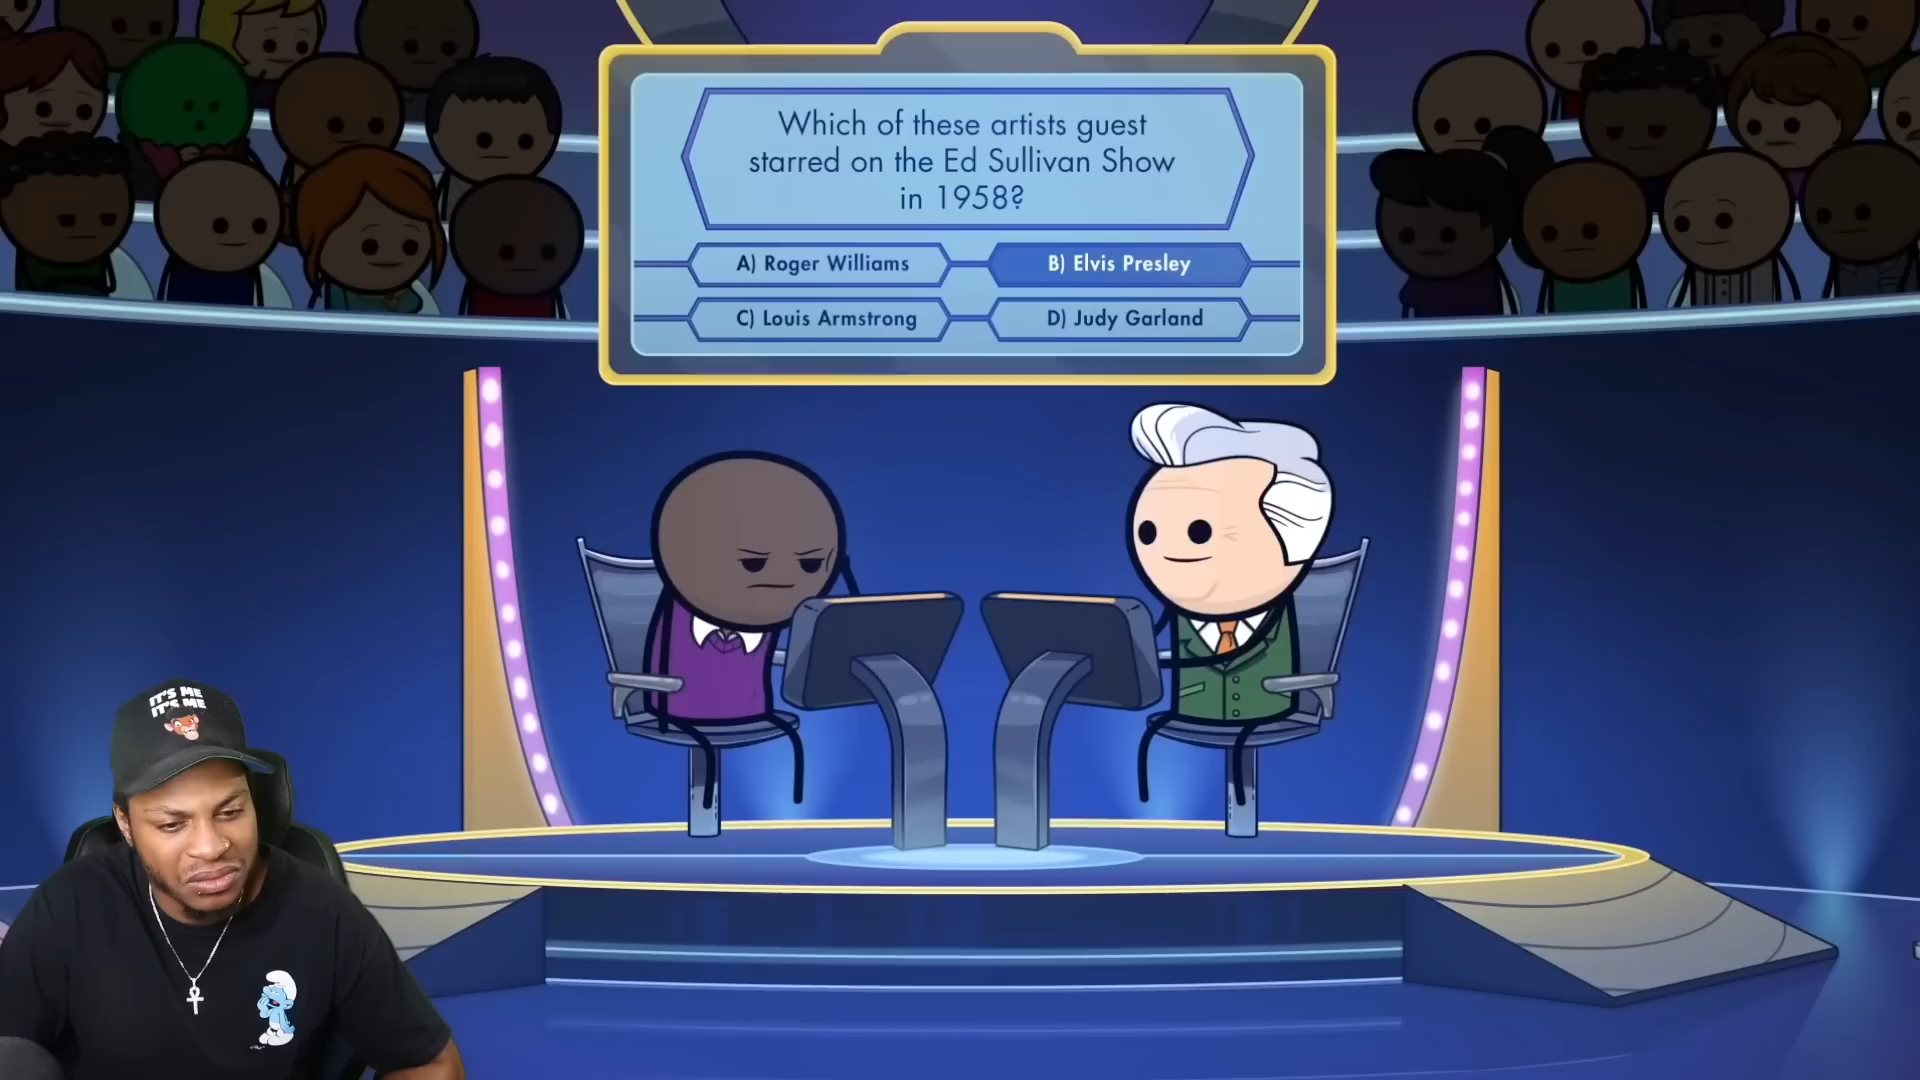 Which of these artists guest
starred on the Ed Sullivan Show
in 1958?
A) Roger Williams
B) Elvis Presley
C) Louis Armstrong
D) Judy Garland
IT'S ME
IT'S ME